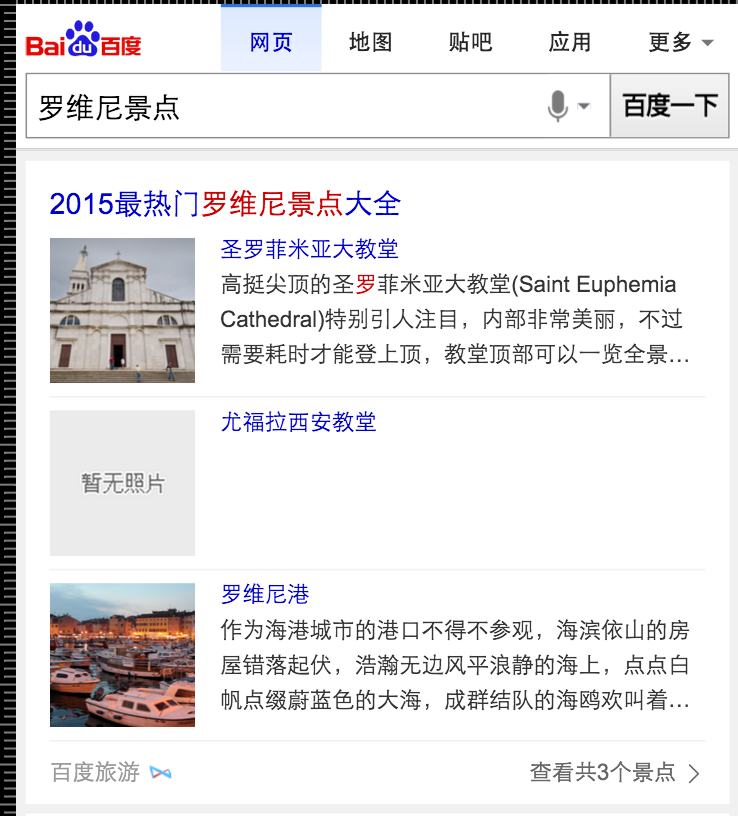 Bai du 百度
网页 地图 贴吧 应用 更多
罗维尼景点 百度一下
2015最热门罗维尼景点大全
圣罗菲米亚大教堂
高挺尖顶的圣罗菲米亚大教堂(Saint Euphemia
Cathedral)特别引人注目，内部非常美丽，不过
需要耗时才能登上顶，教堂顶部可以一览全景...
暂无照片
尤福拉西安教堂
罗维尼港
作为海港城市的港口不得不参观，海滨依山的房
屋错落起伏，浩瀚无边风平浪静的海上，点点白
帆点缀蔚蓝色的大海，成群结队的海鸥欢叫着...
百度旅游 查看共3个景点